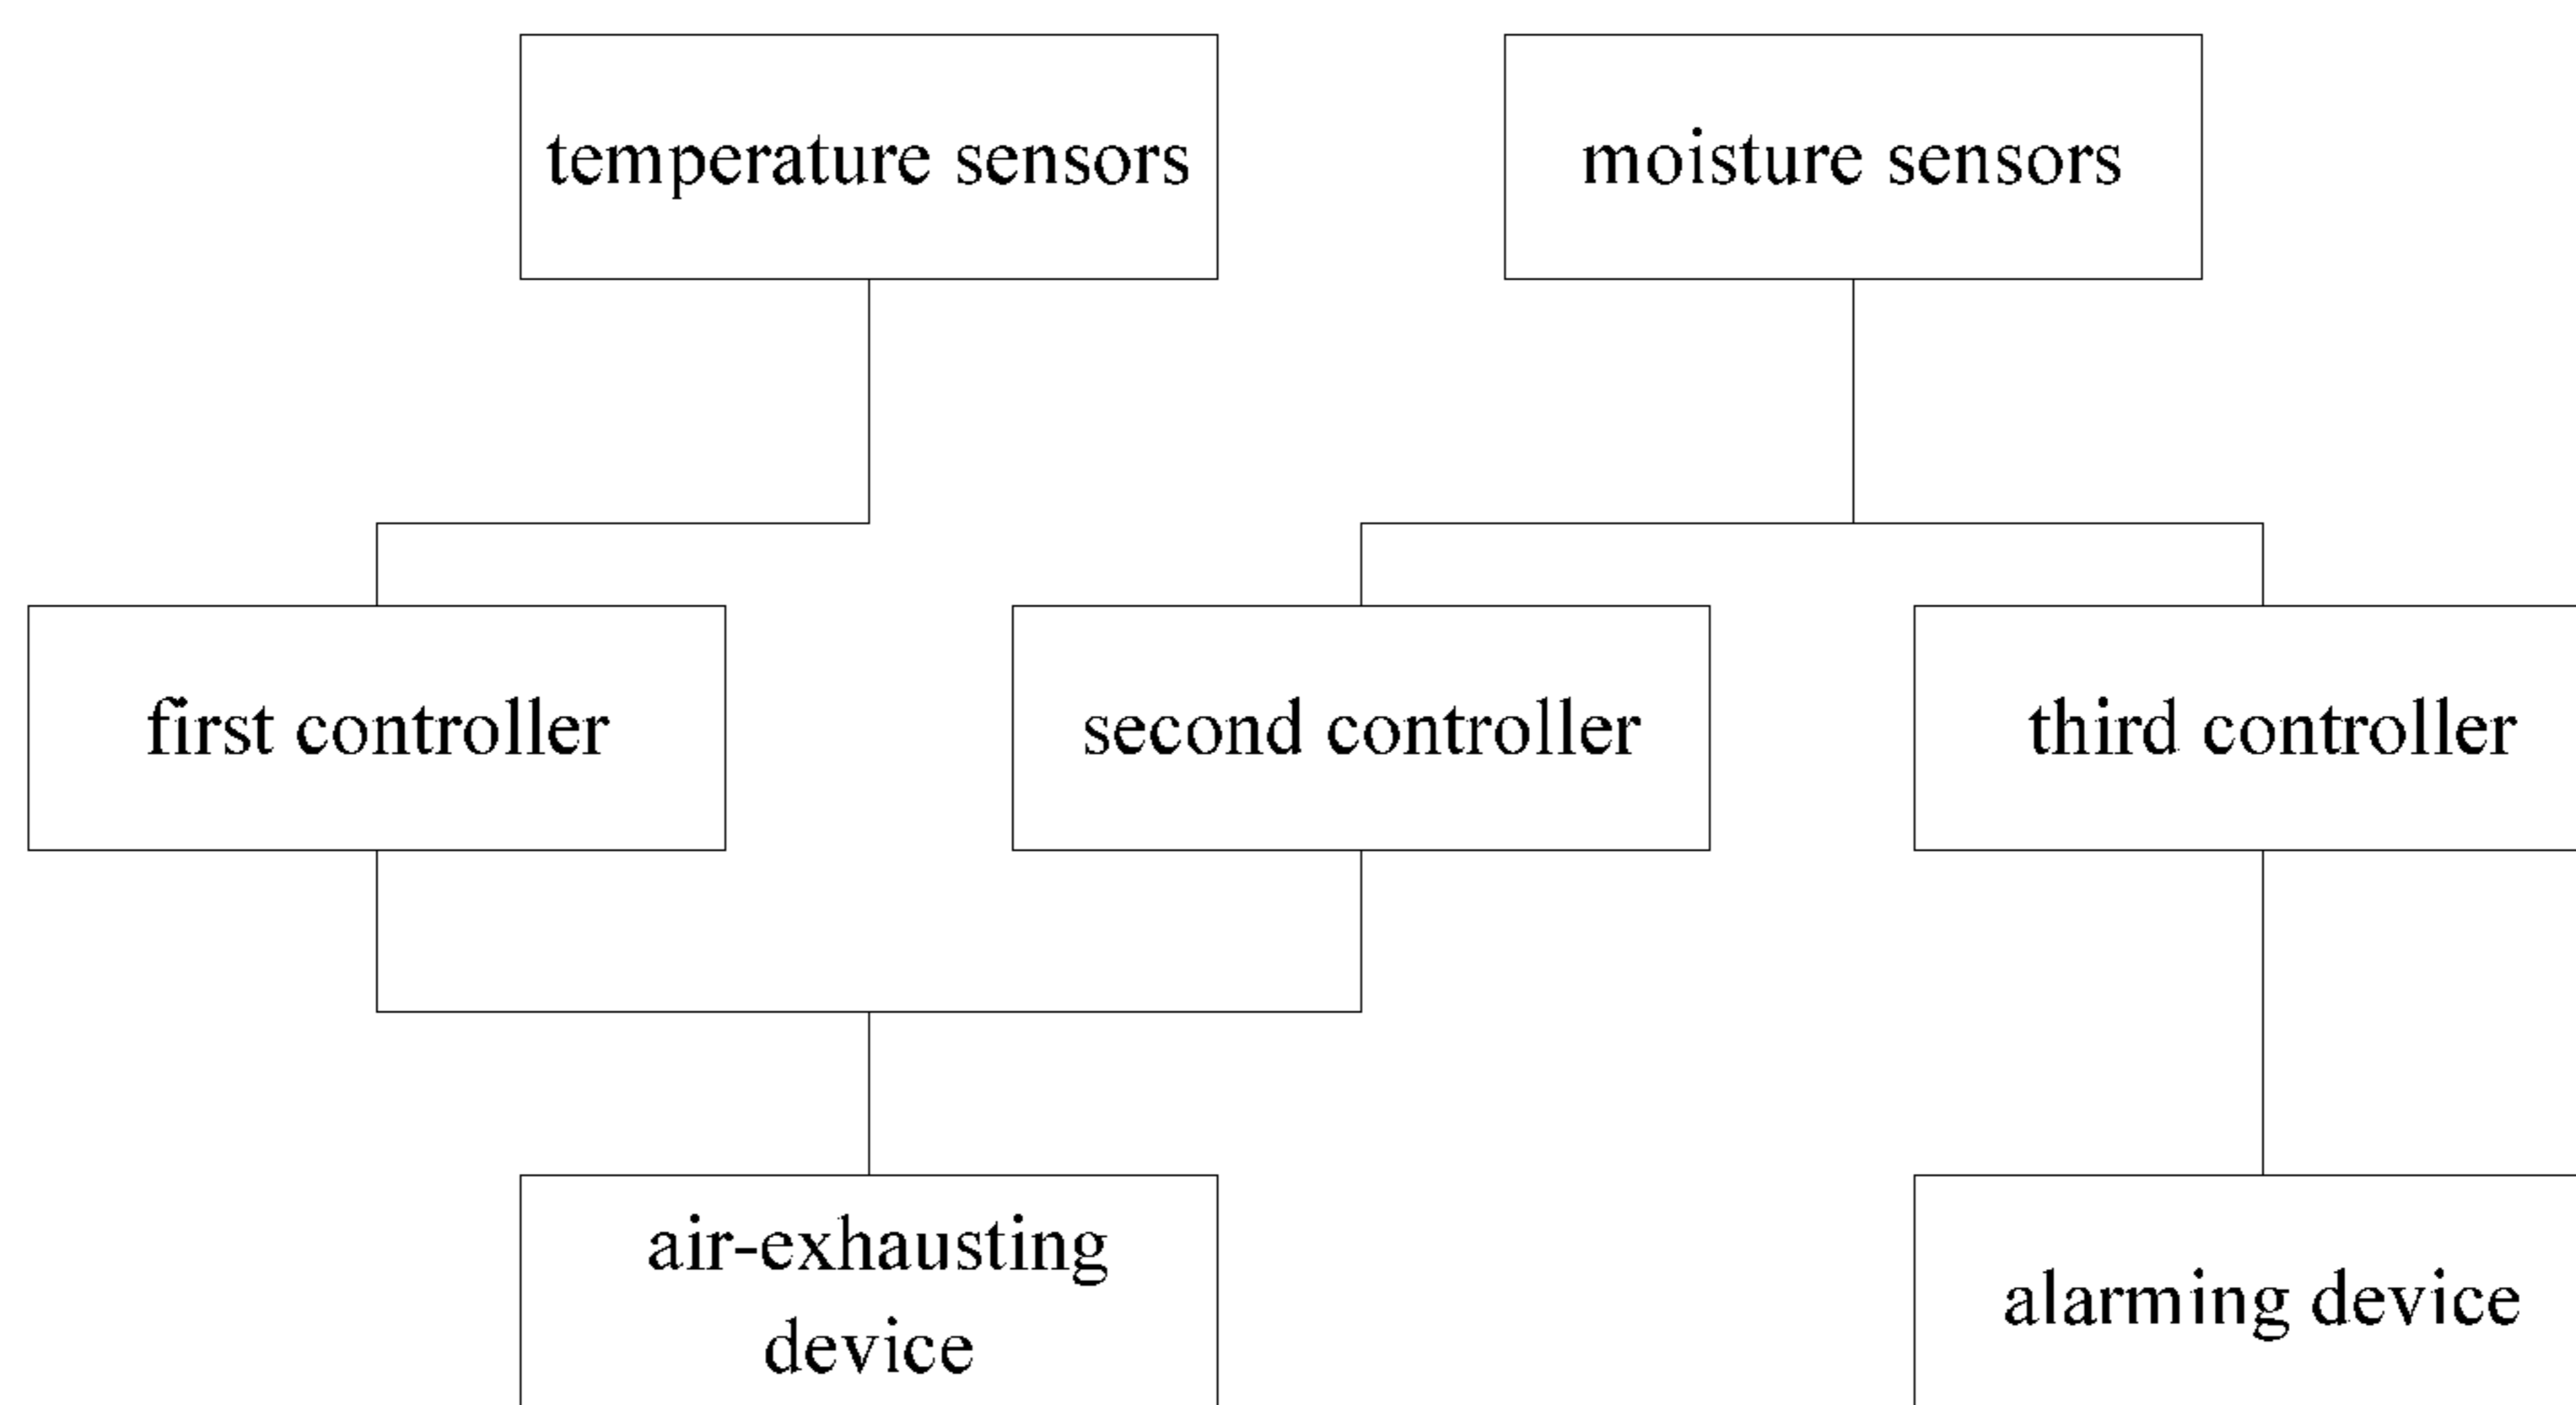 temperature sensors
moisture sensors
first controller
second controller
third controller
air-exhausting
device
alarming device